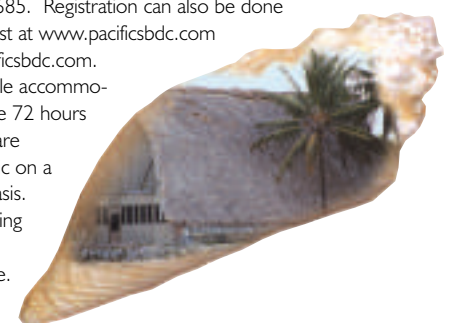 585. Registration can also be done
st at www.pacificsbdc.com
ficsbdc.com.
le accommo-
e 72 hours
are
c on a
asis.
ing
e.